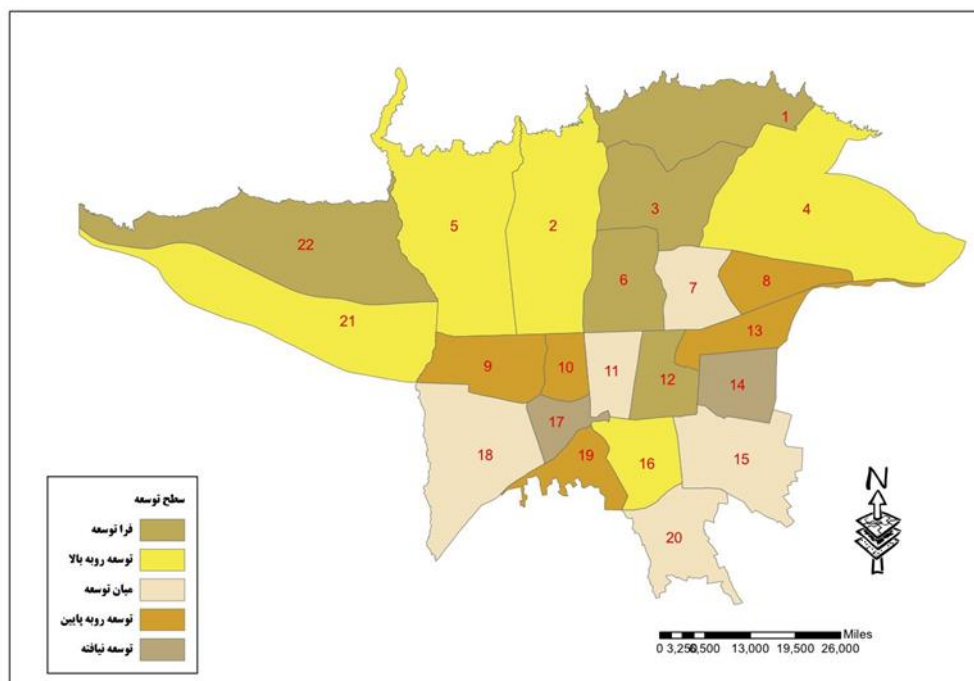 1
4
3
2
5
22
6
7
8
21
13
9
10
11
12
14
17
18
19
16
15
20
N
سطح توسعه
فرا توسعه
توسعه روبه بالا
میان توسعه
توسعه روبه پایین
توسعه نیافته
Miles
0 3,250 6,500 13,000 19,500 26,000